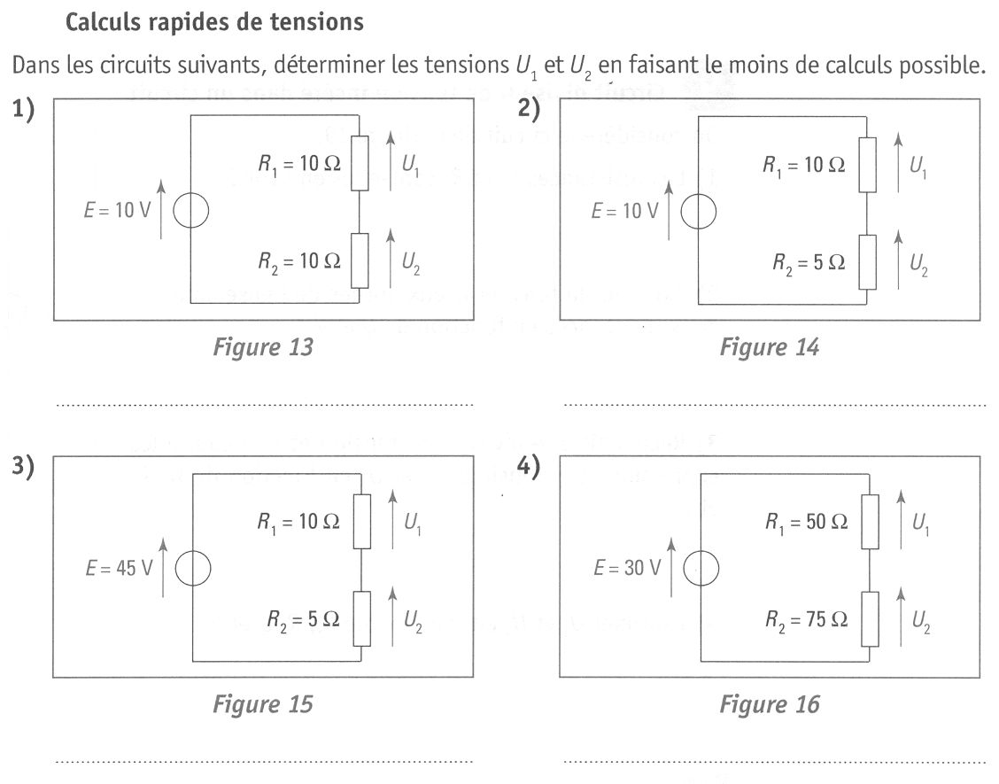 Calculs rapides de tensions
Dans les circuits suivants, déterminer les tensions U₁ et U₂ en faisant le moins de calculs possible.
1)
R₁ = 10 Ω
U₁
E = 10 V
R₂ = 10 Ω
U₂
Figure 13
2)
R₁ = 10 Ω
U₁
E = 10 V
R₂ = 5 Ω
U₂
Figure 14
3)
R₁ = 10 Ω
U₁
E = 45 V
R₂ = 5 Ω
U₂
Figure 15
4)
R₁ = 50 Ω
U₁
E = 30 V
R₂ = 75 Ω
U₂
Figure 16